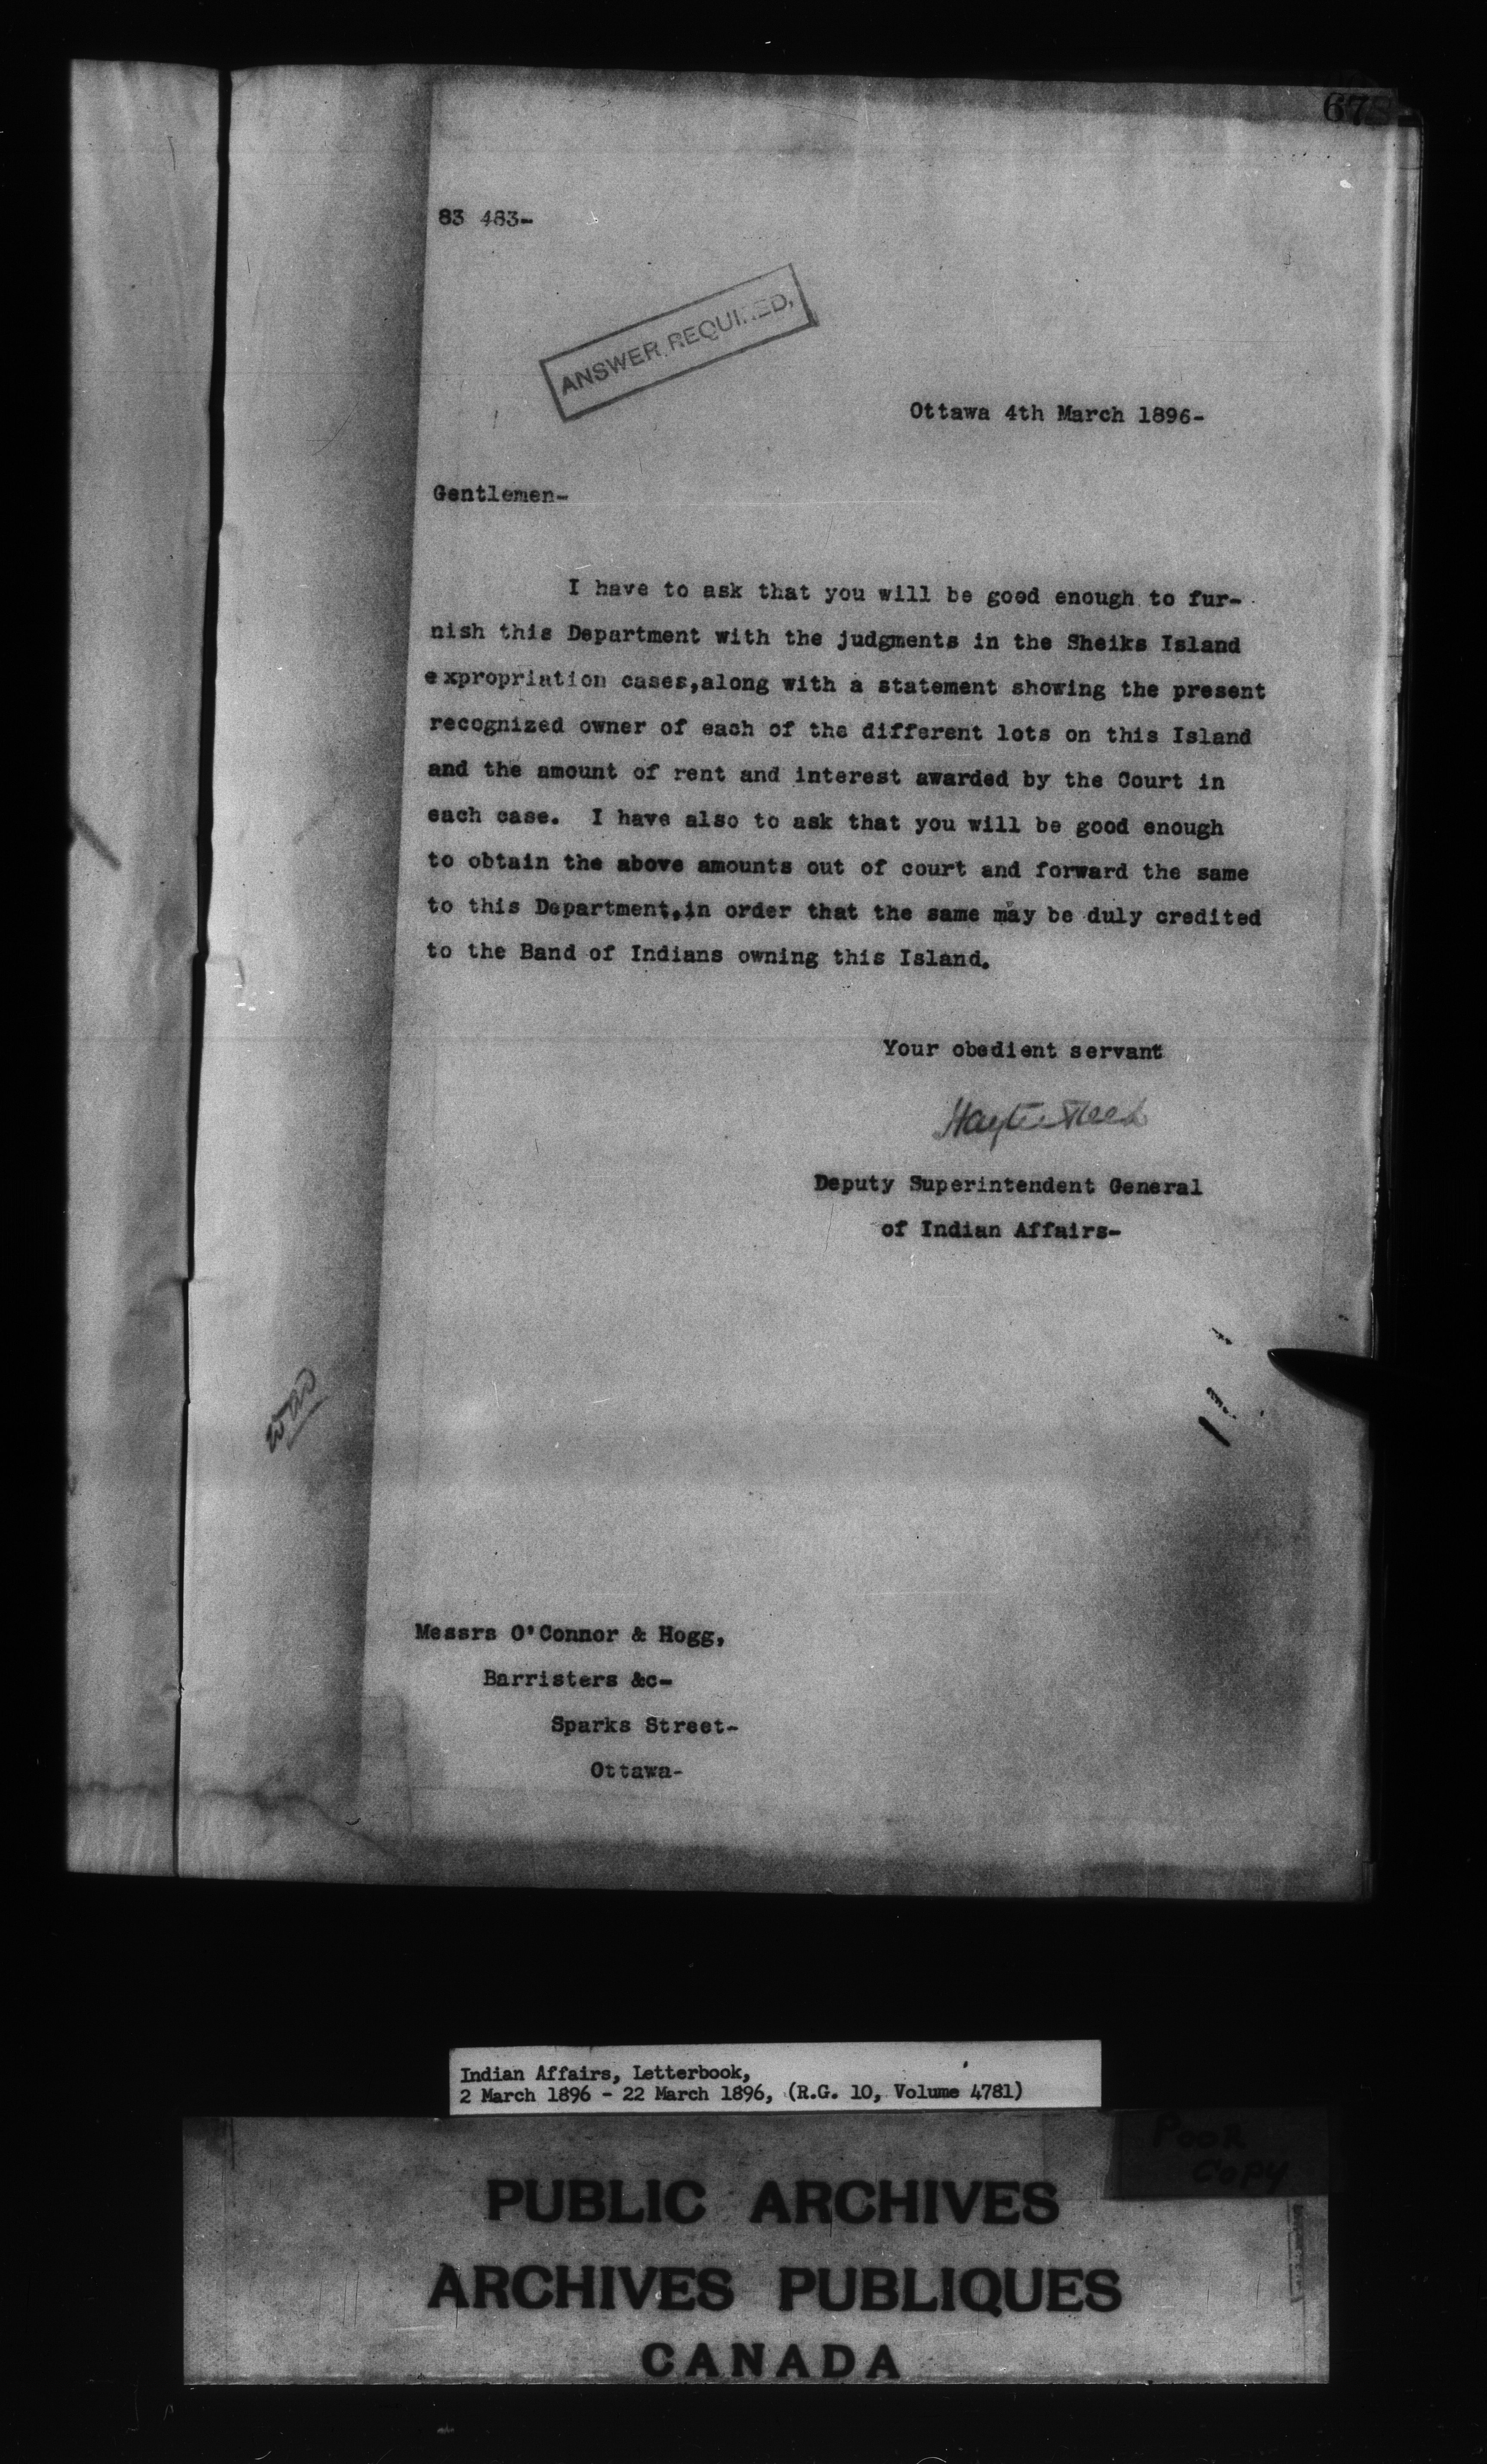 678
83 483-
ANSWER REQUIRED,
Ottawa 4th March 1896-
Gentlemen-
I have to ask that you will be good enough to fur-
nish this Department with the judgments in the Sheiks Island
expropriation cases,along with a statement showing the present
recognized owner of each of the different lots on this Island
and the amount of rent and interest awarded by the Court in
each case. I have also to ask that you will be good enough
to obtain the above amounts out of court and forward the same
to this Department,in order that the same may be duly credited
to the Band of Indians owning this Island.
Your obedient servant
Hayter Reed
Deputy Superintendent General
of Indian Affairs-
Messrs O'Connor & Hogg,
Barristers &c-
Sparks Street-
Ottawa-
Indian Affairs, Letterbook,
2 March 1896 - 22 March 1896, (R.G. 10, Volume 4781)
POOR
COPY
PUBLIC ARCHIVES
ARCHIVES PUBLIQUES
CANADA